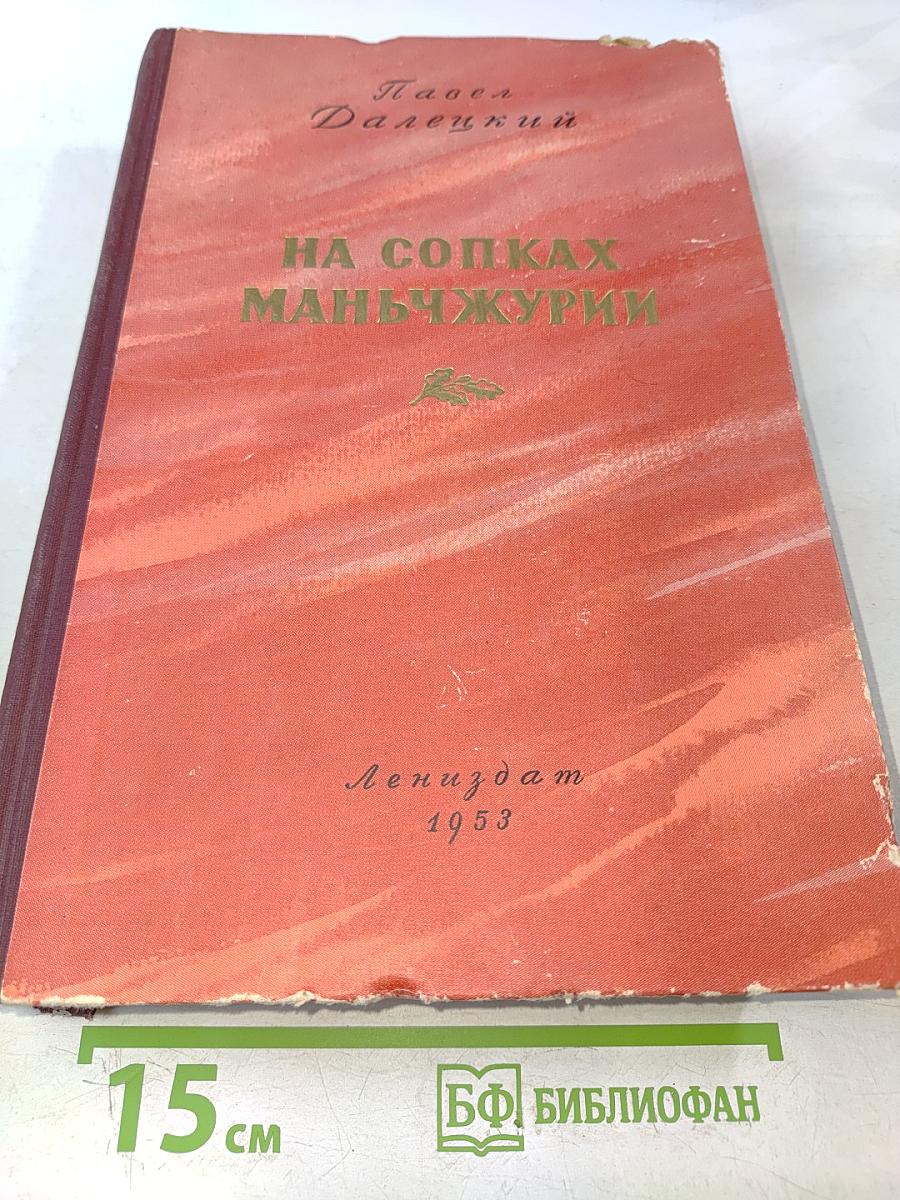 Павел
Далецкий
НА СОПКАХ
МАНЬЧЖУРИИ
Лениздат
1953
15 см
БФ БИБЛИОФАН